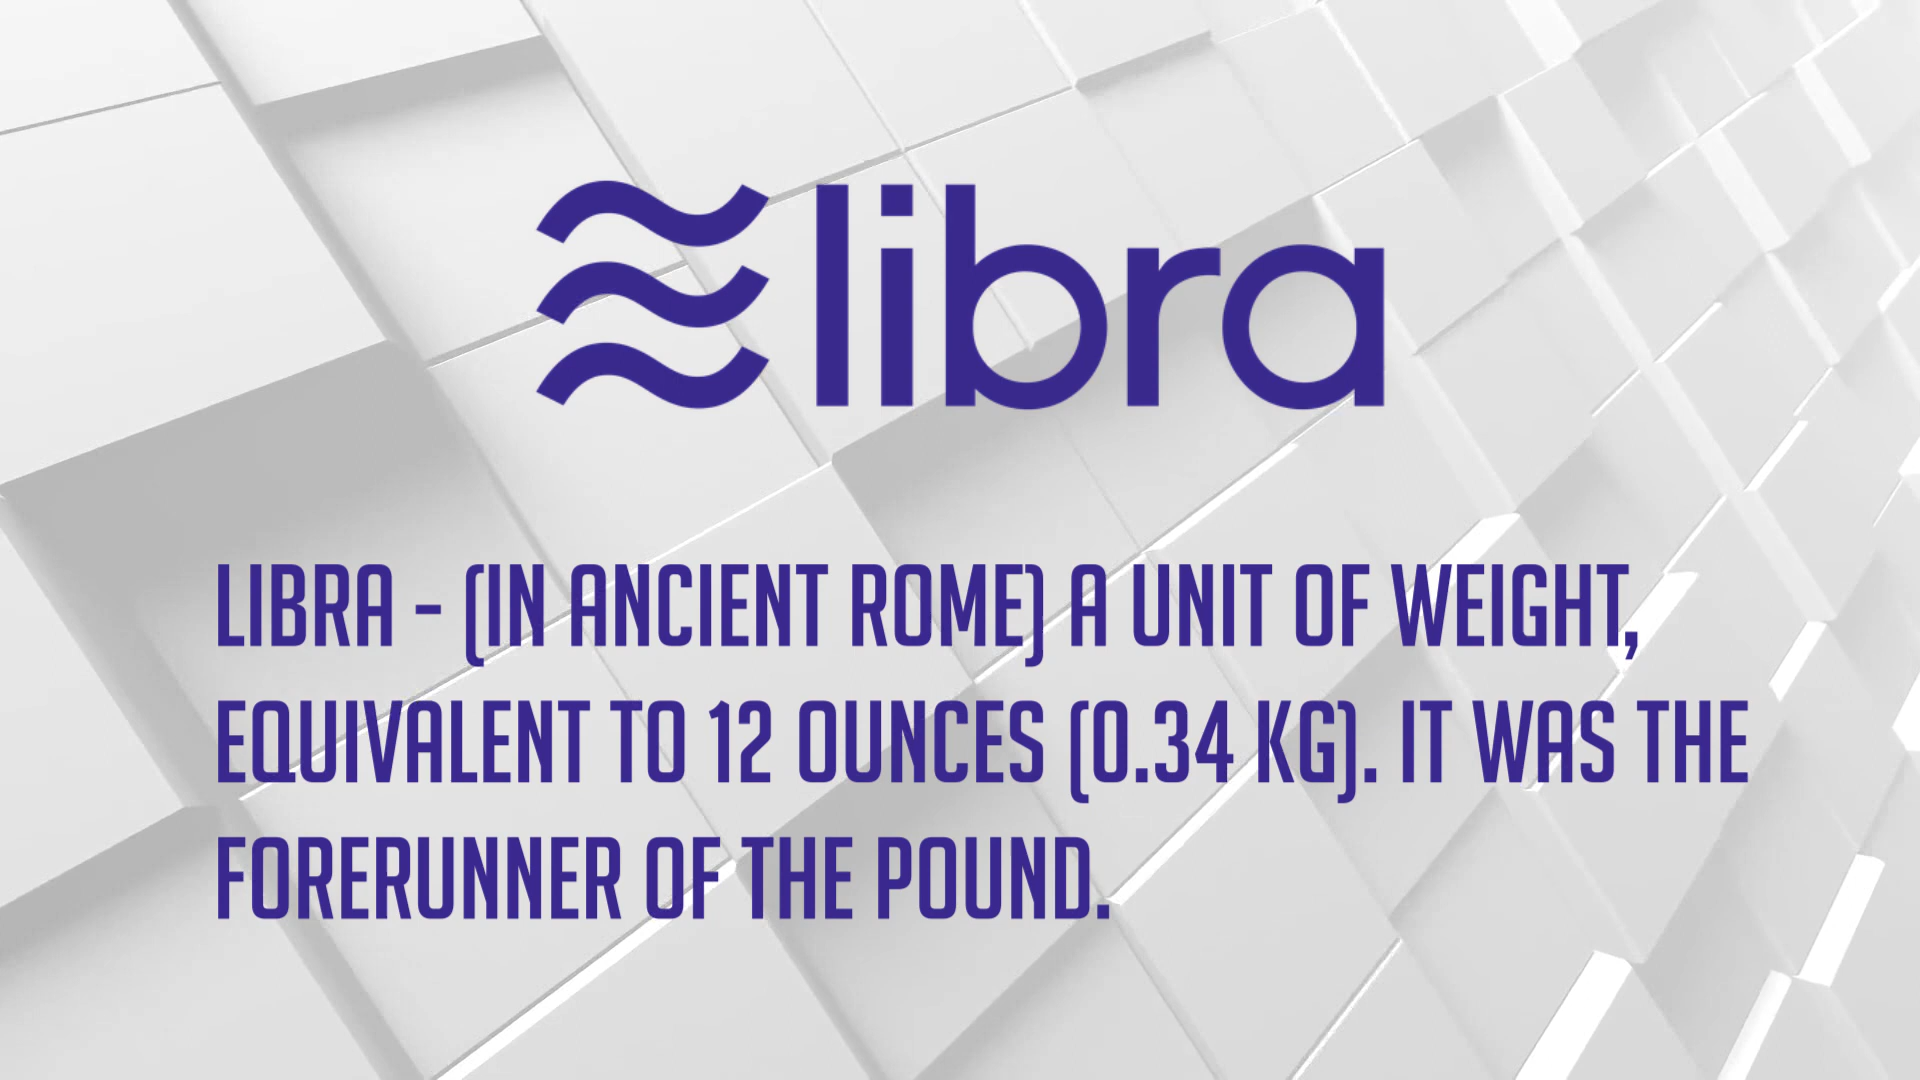 libra
LIBRA - (IN ANCIENT ROME) A UNIT OF WEIGHT,
EQUIVALENT TO 12 OUNCES (0.34 KG). IT WAS THE
FORERUNNER OF THE POUND.